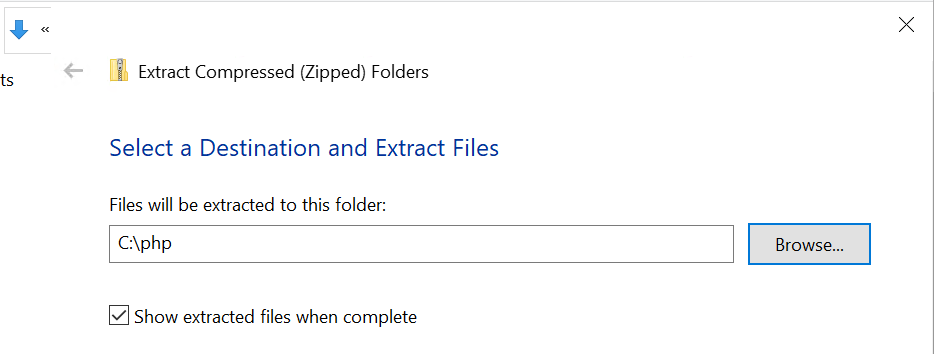 «
ts
Extract Compressed (Zipped) Folders
Select a Destination and Extract Files
Files will be extracted to this folder:
C:\php
Browse...
Show extracted files when complete